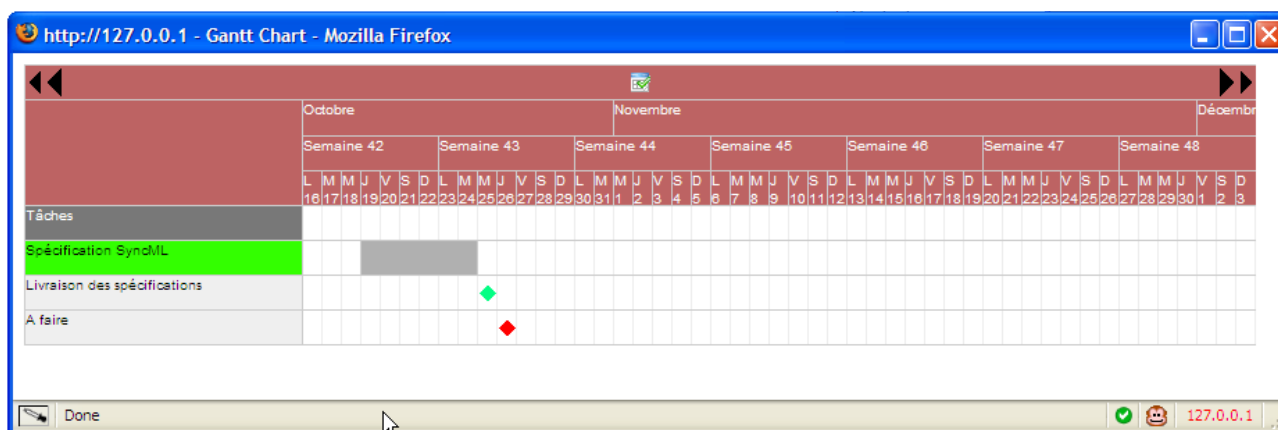 http://127.0.0.1 - Gantt Chart - Mozilla Firefox
Octobre Novembre Décembr
Semaine 42 Semaine 43 Semaine 44 Semaine 45 Semaine 46 Semaine 47 Semaine 48
L M M J V S D L M M J V S D L M M J V S D L M M J V S D L M M J V S D L M M J V S D L M M J V S D
16 17 18 19 20 21 22 23 24 25 26 27 28 29 30 31 1 2 3 4 5 6 7 8 9 10 11 12 13 14 15 16 17 18 19 20 21 22 23 24 25 26 27 28 29 30 1 2 3
Tâches
Spécification SyncML
Livraison des spécifications
A faire
Done 127.0.0.1